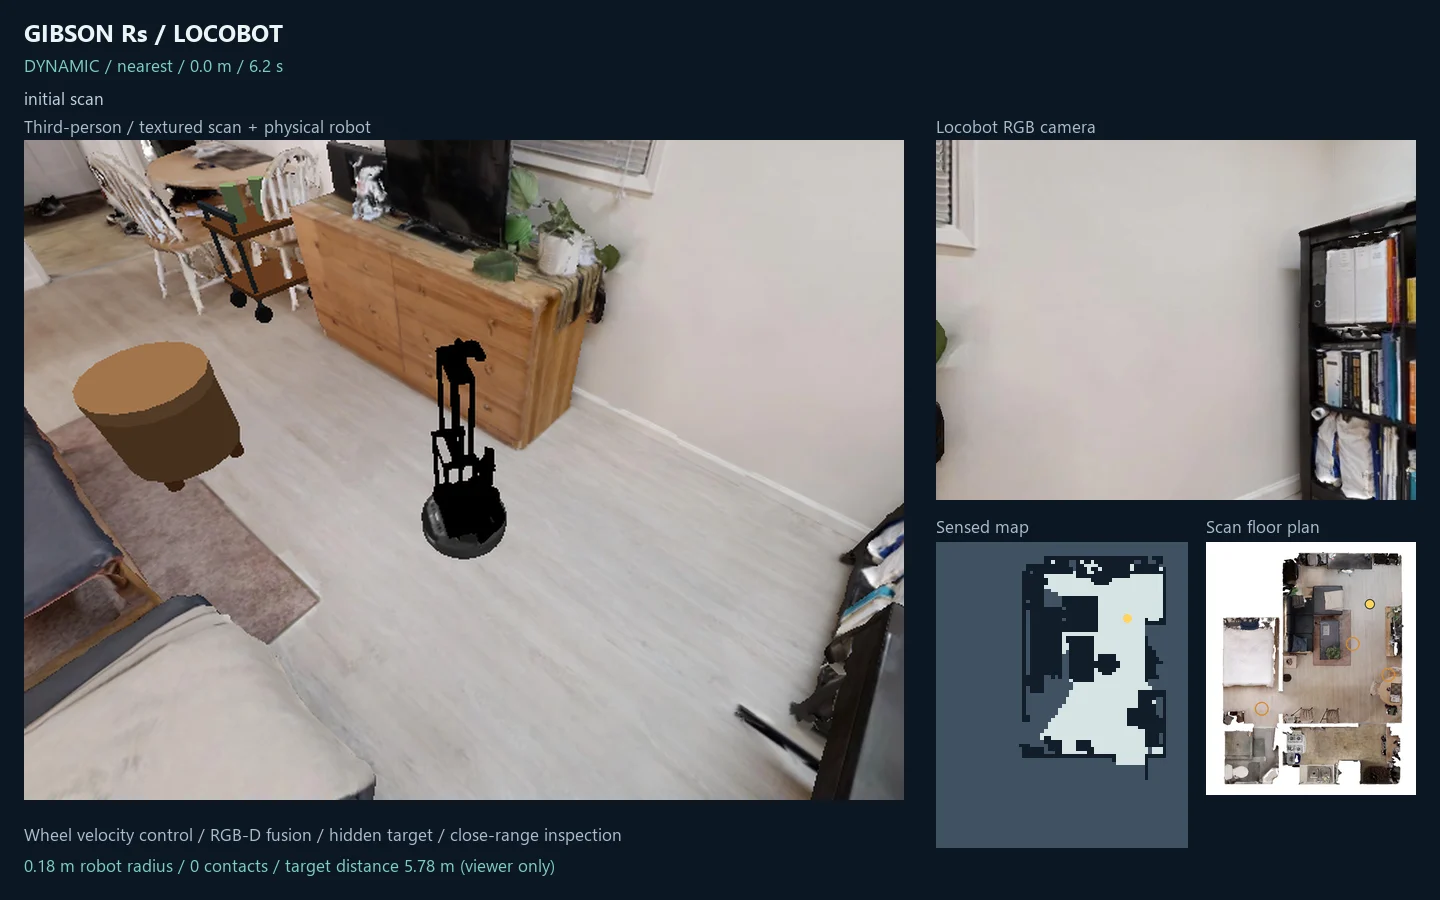 GIBSON Rs / LOCOBOT
DYNAMIC / nearest / 0.0 m / 6.2 s
initial scan
Third-person / textured scan + physical robot
Locobot RGB camera
Sensed map
Scan floor plan
Wheel velocity control / RGB-D fusion / hidden target / close-range inspection
0.18 m robot radius / 0 contacts / target distance 5.78 m (viewer only)